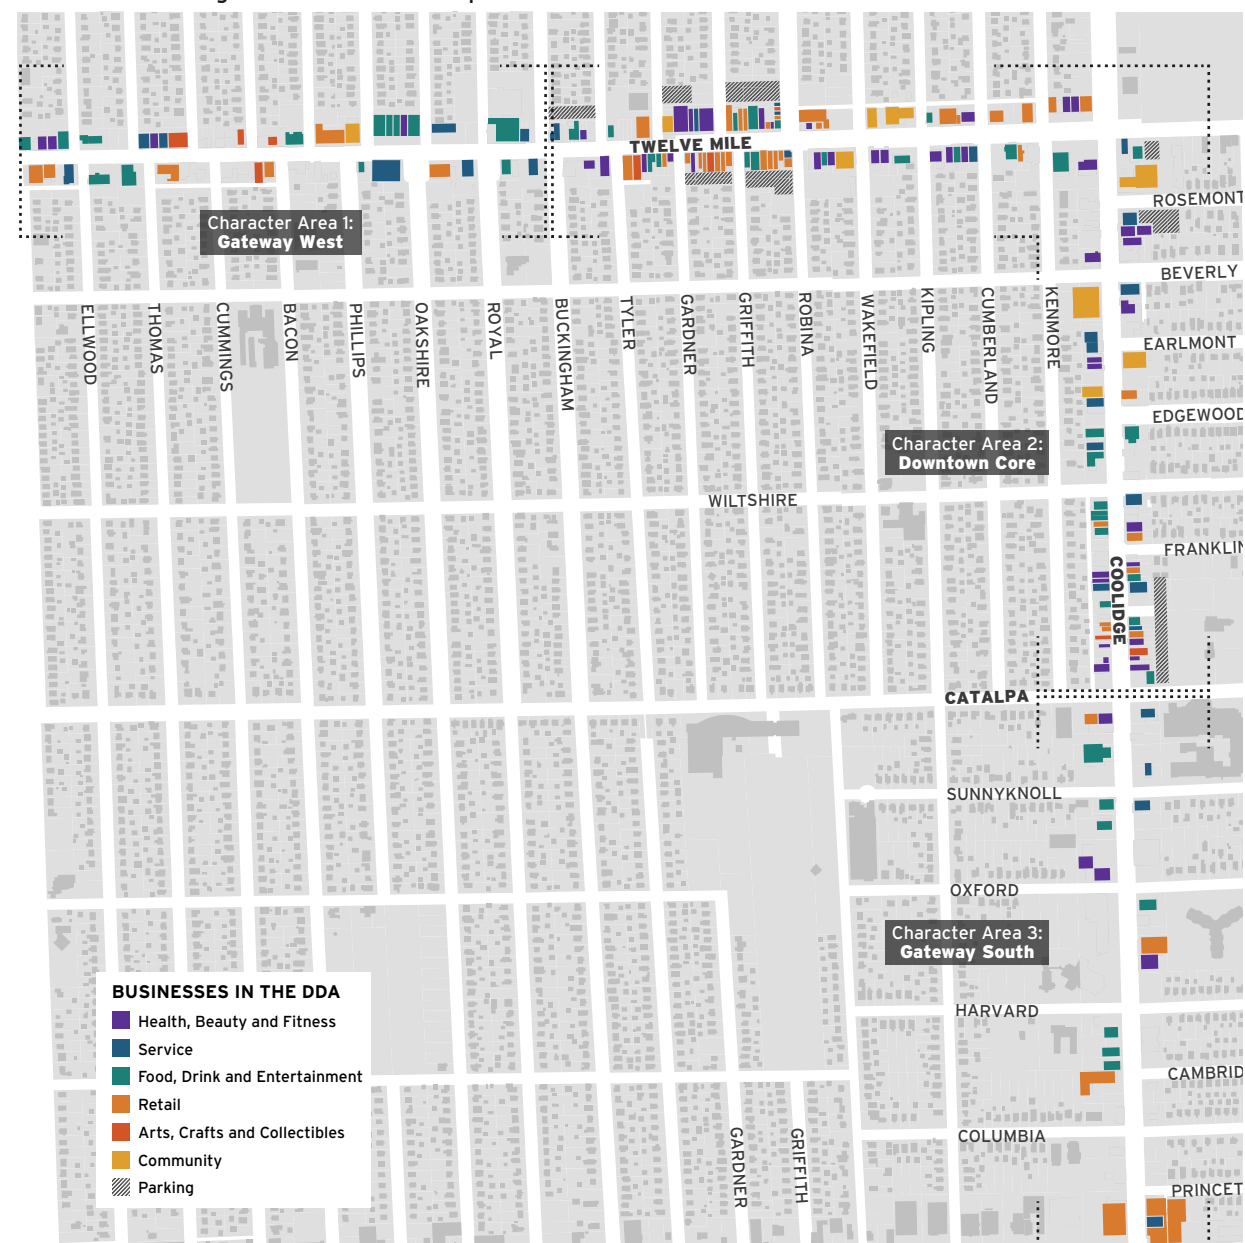 TWELVE MILE
ROSEMONT
Character Area 1:
Gateway West
BEVERLY
ELLWOOD
THOMAS
CUMMINGS
BACON
PHILLIPS
OAKSHIRE
ROYAL
BUCKINGHAM
TYLER
GARDNER
GRIFFITH
ROBINA
WAKEFIELD
KIPLING
CUMBERLAND
KENMORE
EARLMONT
EDGEWOOD
Character Area 2:
Downtown Core
WILTSHIRE
FRANKLIN
COOLIDGE
CATALPA
SUNNYKNOLL
OXFORD
Character Area 3:
Gateway South
HARVARD
CAMBRID
COLUMBIA
GARDNER
GRIFFITH
PRINCET
BUSINESSES IN THE DDA
Health, Beauty and Fitness
Service
Food, Drink and Entertainment
Retail
Arts, Crafts and Collectibles
Community
Parking